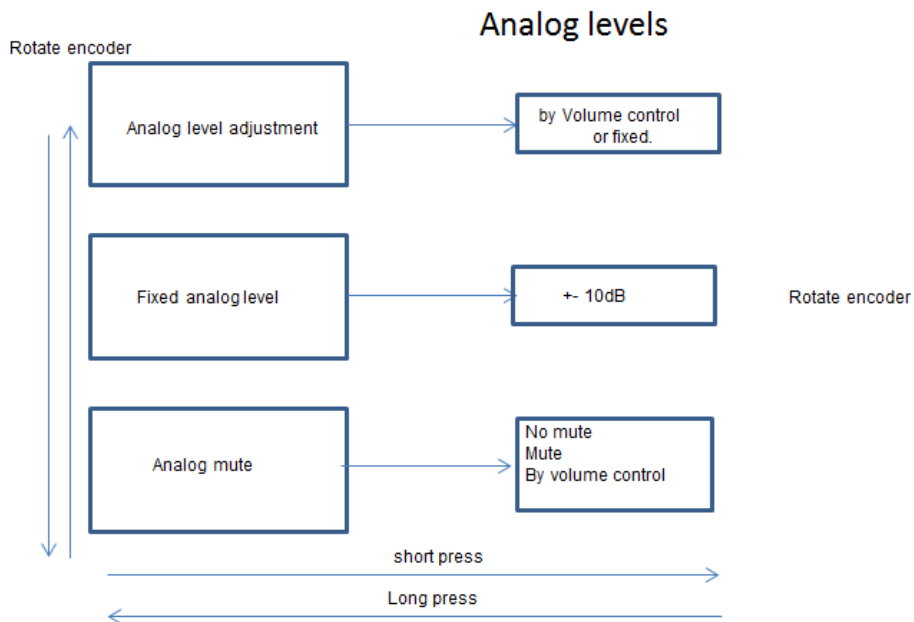 Analog levels
Rotate encoder
Analog level adjustment
by Volume control
or fixed.
Fixed analog level
+- 10dB
Rotate encoder
Analog mute
No mute
Mute
By volume control
short press
Long press